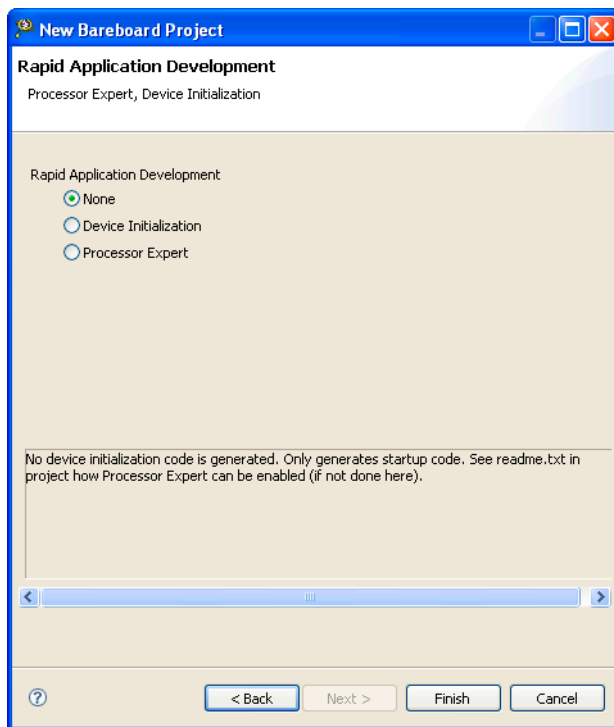 New Bareboard Project
Rapid Application Development
Processor Expert, Device Initialization
Rapid Application Development
None
Device Initialization
Processor Expert
No device initialization code is generated. Only generates startup code. See readme.txt in
project how Processor Expert can be enabled (if not done here).
?
< Back
Next >
Finish
Cancel